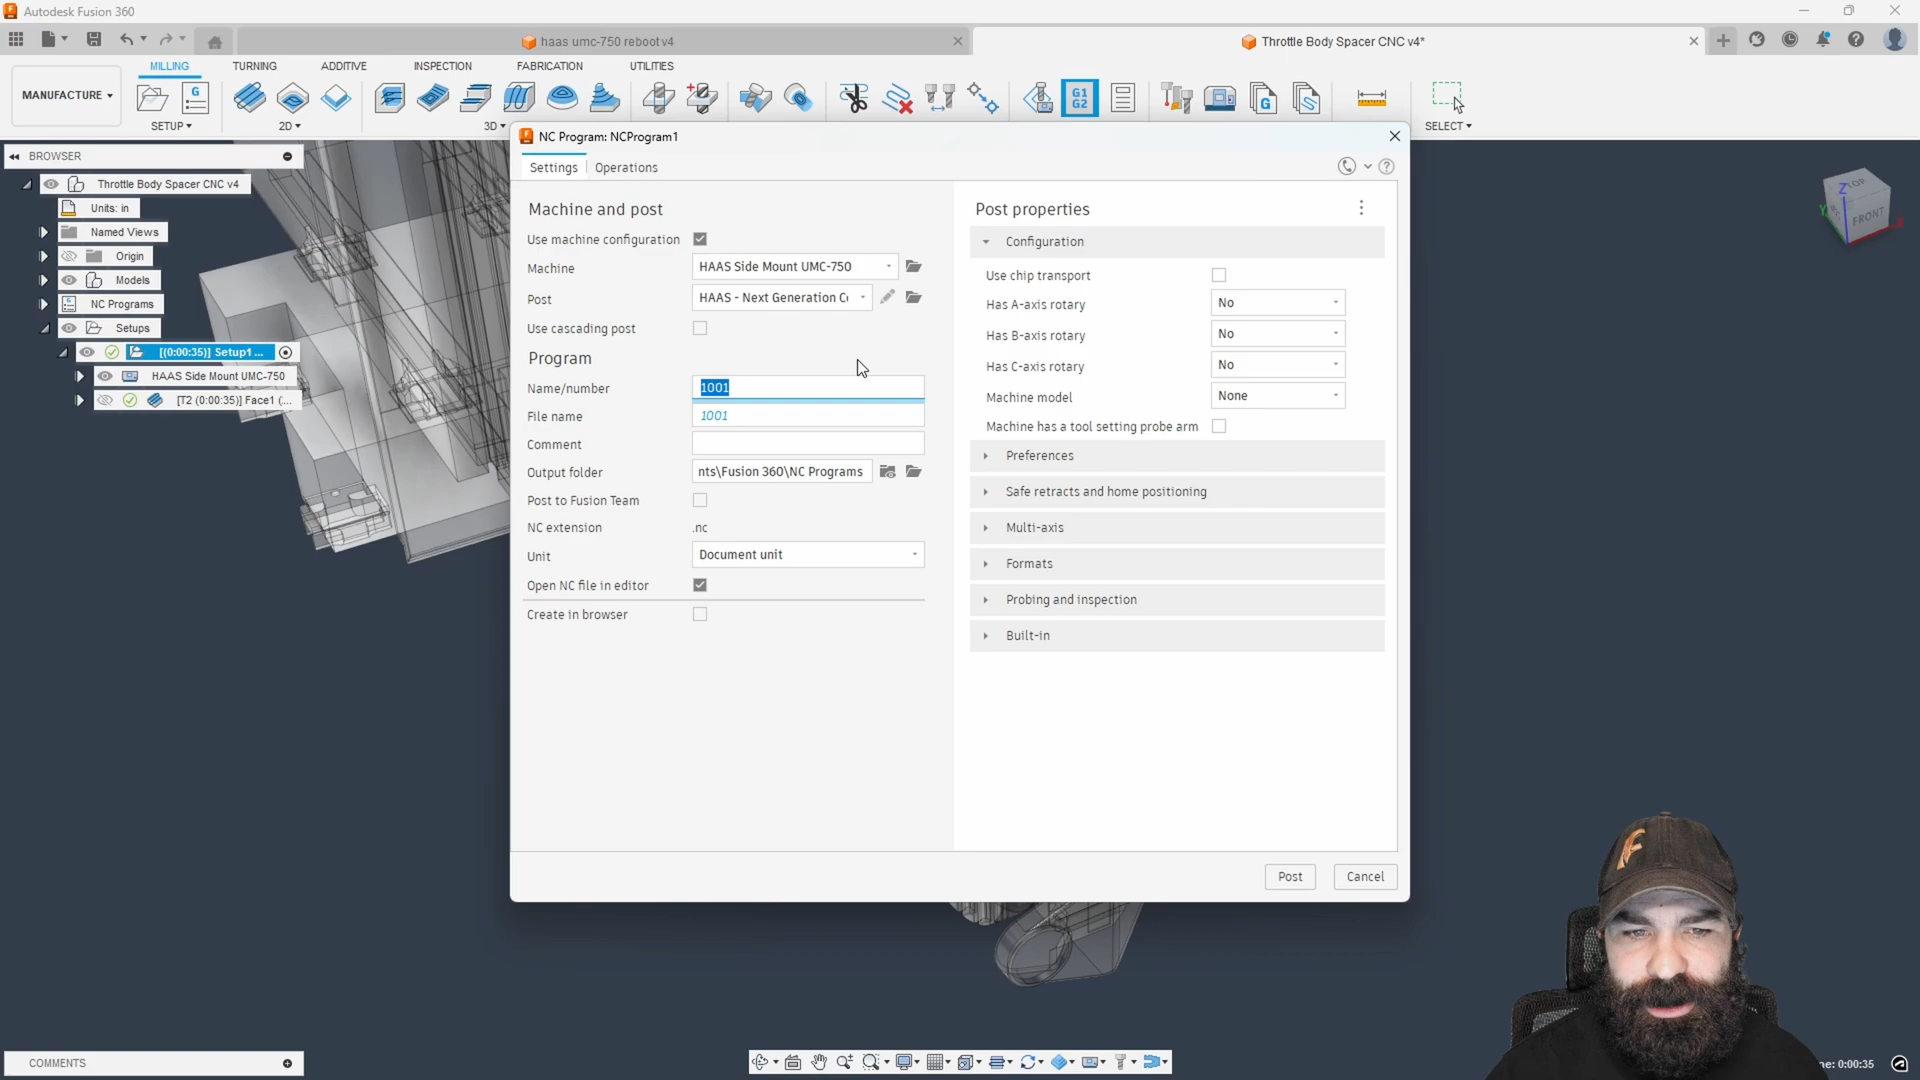 Autodesk Fusion 360
haas umc-750 reboot v4
Throttle Body Spacer CNC v4*
MILLING
TURNING
ADDITIVE
INSPECTION
FABRICATION
UTILITIES
MANUFACTURE
SETUP
2D
3D
SELECT
G1
G2
BROWSER
Throttle Body Spacer CNC v4
Units: in
Named Views
Origin
Models
NC Programs
Setups
[(0:00:35)] Setup1 ...
HAAS Side Mount UMC-750
[T2 (0:00:35)] Face1 (...
NC Program: NCProgram1
Settings
Operations
Machine and post
Use machine configuration
Machine
HAAS Side Mount UMC-750
Post
HAAS - Next Generation Co
Use cascading post
Program
Name/number
1001
File name
1001
Comment
Output folder
nts\Fusion 360\NC Programs
Post to Fusion Team
NC extension
.nc
Unit
Document unit
Open NC file in editor
Create in browser
Post properties
Configuration
Use chip transport
Has A-axis rotary
No
Has B-axis rotary
No
Has C-axis rotary
No
Machine model
None
Machine has a tool setting probe arm
Preferences
Safe retracts and home positioning
Multi-axis
Formats
Probing and inspection
Built-in
Post
Cancel
TOP
FRONT
Z
Y
X
COMMENTS
ne: 0:00:35